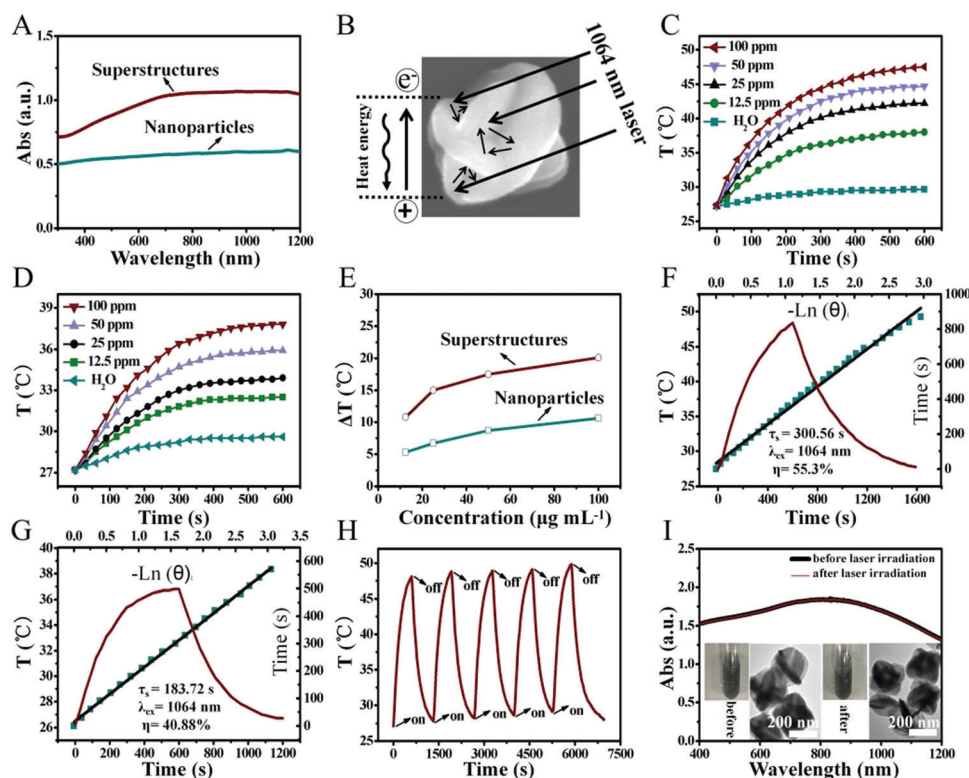 A
1.5
1.0
0.5
0.0
Abs (a.u.)
Superstructures
Nanoparticles
400
600
800
1000
1200
Wavelength (nm)
B
e-
Heat energy
+
1064 nm laser
C
50
45
40
35
30
25
T (℃)
100 ppm
50 ppm
25 ppm
12.5 ppm
H₂O
0
100
200
300
400
500
600
Time (s)
D
39
36
33
30
27
T (℃)
100 ppm
50 ppm
25 ppm
12.5 ppm
H₂O
0
100
200
300
400
500
600
Time (s)
E
30
25
20
15
10
5
0
ΔT (℃)
Superstructures
Nanoparticles
20
40
60
80
100
Concentration (µg mL⁻¹)
F
0.0
0.5
1.0
1.5
2.0
2.5
3.0
-Ln (θ)
50
45
40
35
30
25
T (℃)
1000
800
600
400
200
0
Time (s)
τs = 300.56 s
λex= 1064 nm
η= 55.3%
0
400
800
1200
1600
Time (s)
G
0.0
0.5
1.0
1.5
2.0
2.5
3.0
3.5
-Ln (θ)
40
38
36
34
32
30
28
26
T (℃)
600
500
400
300
200
100
0
Time (s)
τs = 183.72 s
λex= 1064 nm
η= 40.88%
0
200
400
600
800
1000
1200
Time (s)
H
55
50
45
40
35
30
25
T (℃)
off
off
off
off
off
on
on
on
on
on
0
1500
3000
4500
6000
7500
Time (s)
I
2.5
2.0
1.5
1.0
0.5
0.0
Abs (a.u.)
before laser irradiation
after laser irradiation
before
200 nm
after
200 nm
400
600
800
1000
1200
Wavelength (nm)